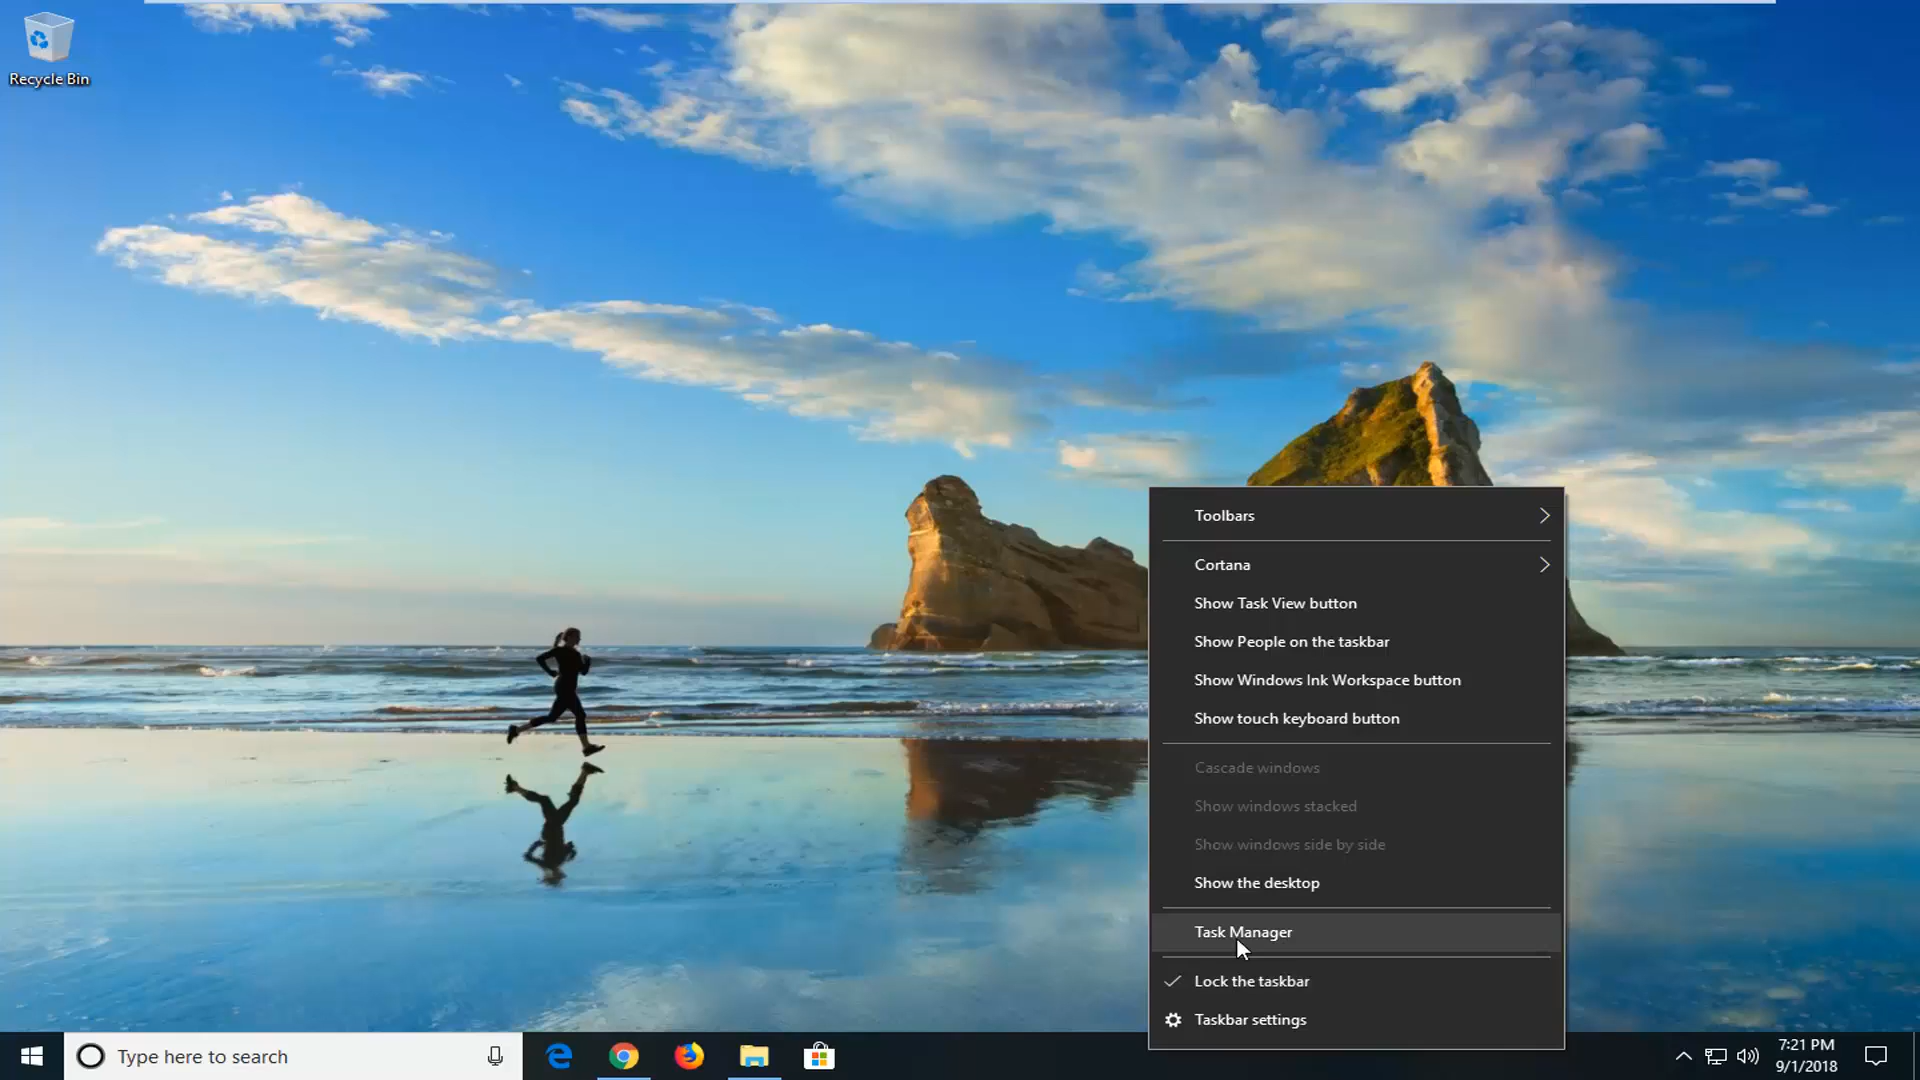 Recycle Bin
Toolbars
Cortana
Show Task View button
Show People on the taskbar
Show Windows Ink Workspace button
Show touch keyboard button
Cascade windows
Show windows stacked
Show windows side by side
Show the desktop
Task Manager
Lock the taskbar
Taskbar settings
Type here to search
7:21 PM
9/1/2018